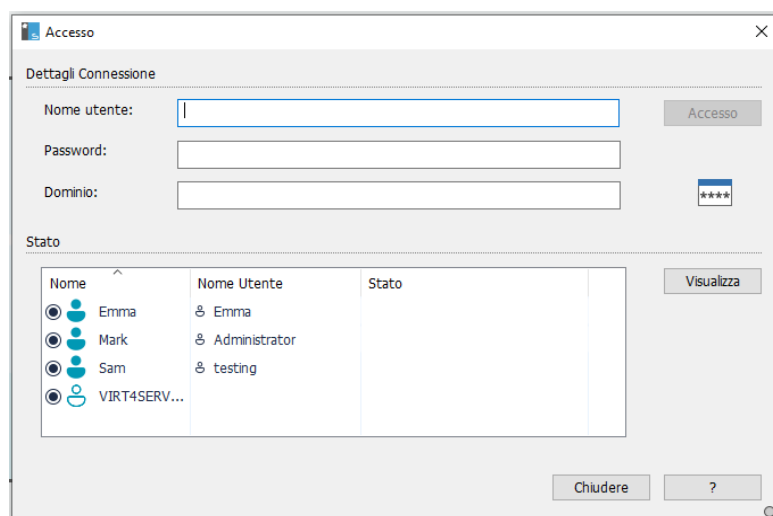 Accesso
Dettagli Connessione
Nome utente:
Accesso
Password:
Dominio:
****
Stato
Nome Nome Utente Stato
Visualizza
Emma Emma
Mark Administrator
Sam testing
VIRT4SERV...
Chiudere ?